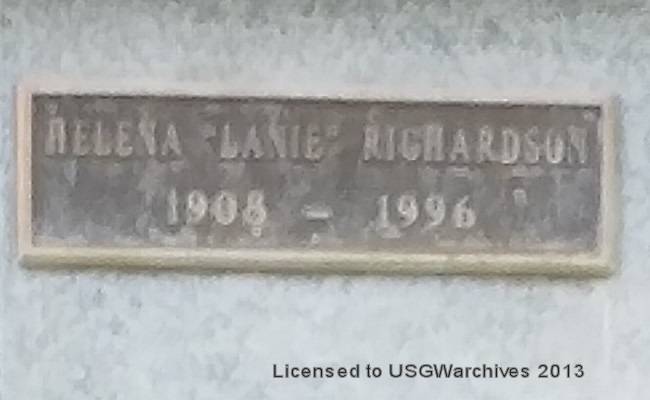 HELENA "LANIE" RICHARDSON
1908 - 1996
Licensed to USGWarchives 2013